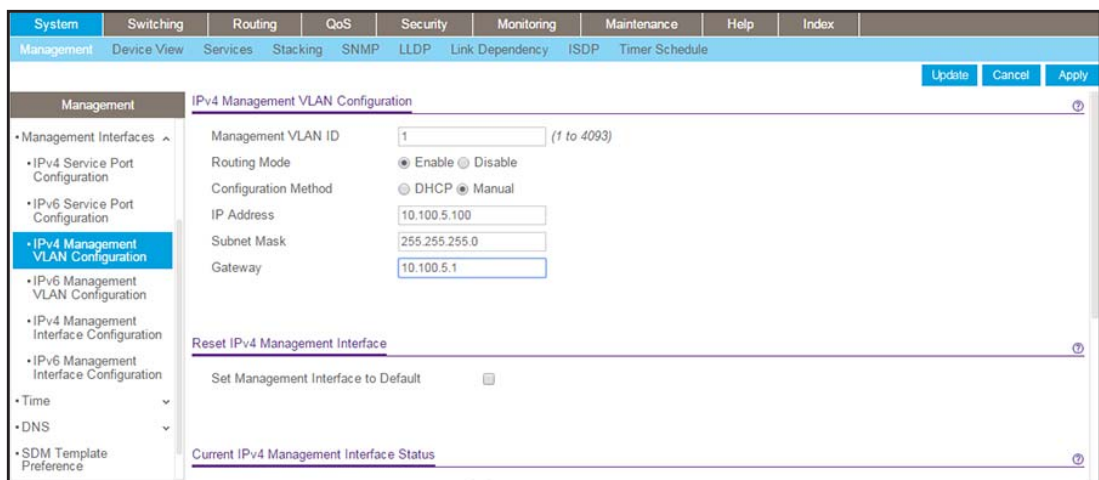 System Switching Routing QoS Security Monitoring Maintenance Help Index
Management Device View Services Stacking SNMP LLDP Link Dependency ISDP Timer Schedule
Update Cancel Apply
Management
• Management Interfaces
• IPv4 Service Port
Configuration
• IPv6 Service Port
Configuration
• IPv4 Management
VLAN Configuration
• IPv6 Management
VLAN Configuration
• IPv4 Management
Interface Configuration
• IPv6 Management
Interface Configuration
• Time
• DNS
• SDM Template
Preference
IPv4 Management VLAN Configuration
Management VLAN ID 1 (1 to 4093)
Routing Mode Enable Disable
Configuration Method DHCP Manual
IP Address 10.100.5.100
Subnet Mask 255.255.255.0
Gateway 10.100.5.1
Reset IPv4 Management Interface
Set Management Interface to Default
Current IPv4 Management Interface Status